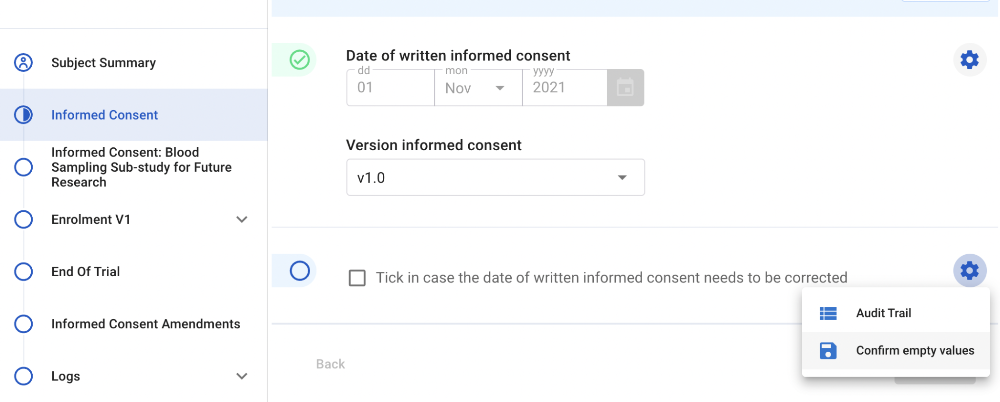 Subject Summary
Informed Consent
Informed Consent: Blood
Sampling Sub-study for Future
Research
Enrolment V1
End Of Trial
Informed Consent Amendments
Logs
Date of written informed consent
dd
mon
yyyy
01
Nov
2021
Version informed consent
v1.0
Tick in case the date of written informed consent needs to be corrected
Audit Trail
Confirm empty values
Back